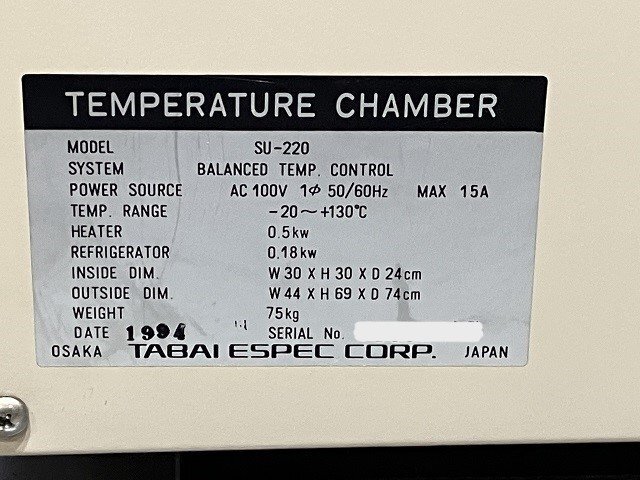 TEMPERATURE CHAMBER
MODEL SU-220
SYSTEM BALANCED TEMP. CONTROL
POWER SOURCE AC 100V 1ϕ 50/60Hz MAX 15A
TEMP. RANGE -20～+130℃
HEATER 0.5kw
REFRIGERATOR 0.18kw
INSIDE DIM. W 30 X H 30 X D 24cm
OUTSIDE DIM. W 44 X H 69 X D 74cm
WEIGHT 75kg
DATE 1994 SERIAL No.
OSAKA TABAI ESPEC CORP. JAPAN